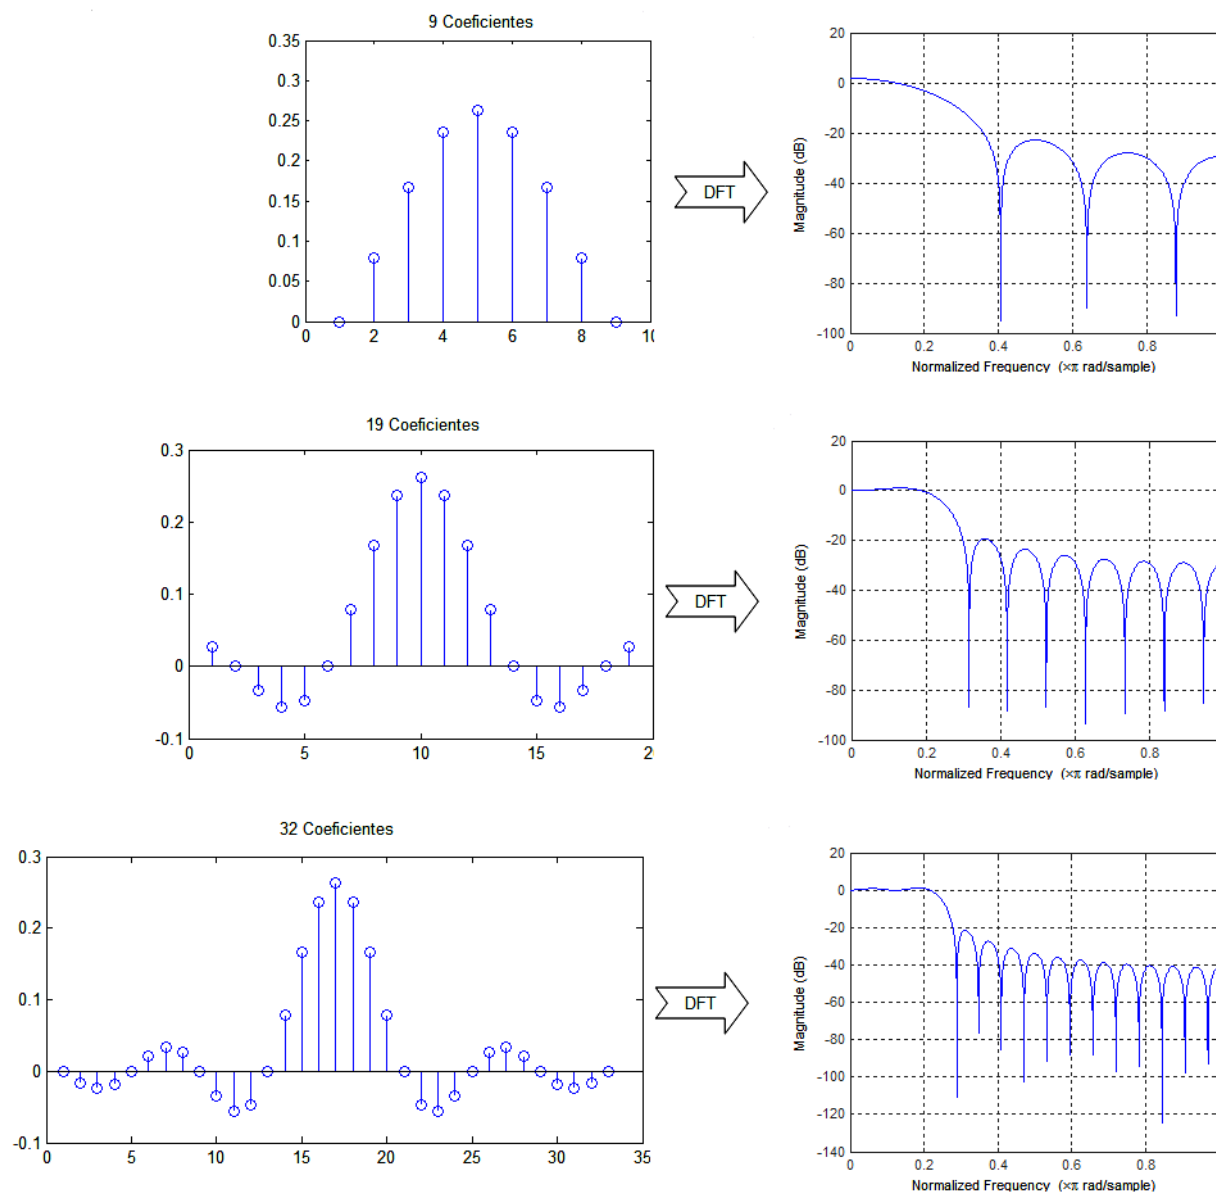 9 Coeficientes
0.35
0.3
0.25
0.2
0.15
0.1
0.05
0
0 2 4 6 8 10
DFT
20
0
-20
-40
-60
-80
-100
Magnitude (dB)
0 0.2 0.4 0.6 0.8
Normalized Frequency (×π rad/sample)
19 Coeficientes
0.3
0.2
0.1
0
-0.1
0 5 10 15 20
DFT
20
0
-20
-40
-60
-80
-100
Magnitude (dB)
0 0.2 0.4 0.6 0.8
Normalized Frequency (×π rad/sample)
32 Coeficientes
0.3
0.2
0.1
0
-0.1
0 5 10 15 20 25 30 35
DFT
20
0
-20
-40
-60
-80
-100
-120
-140
Magnitude (dB)
0 0.2 0.4 0.6 0.8
Normalized Frequency (×π rad/sample)